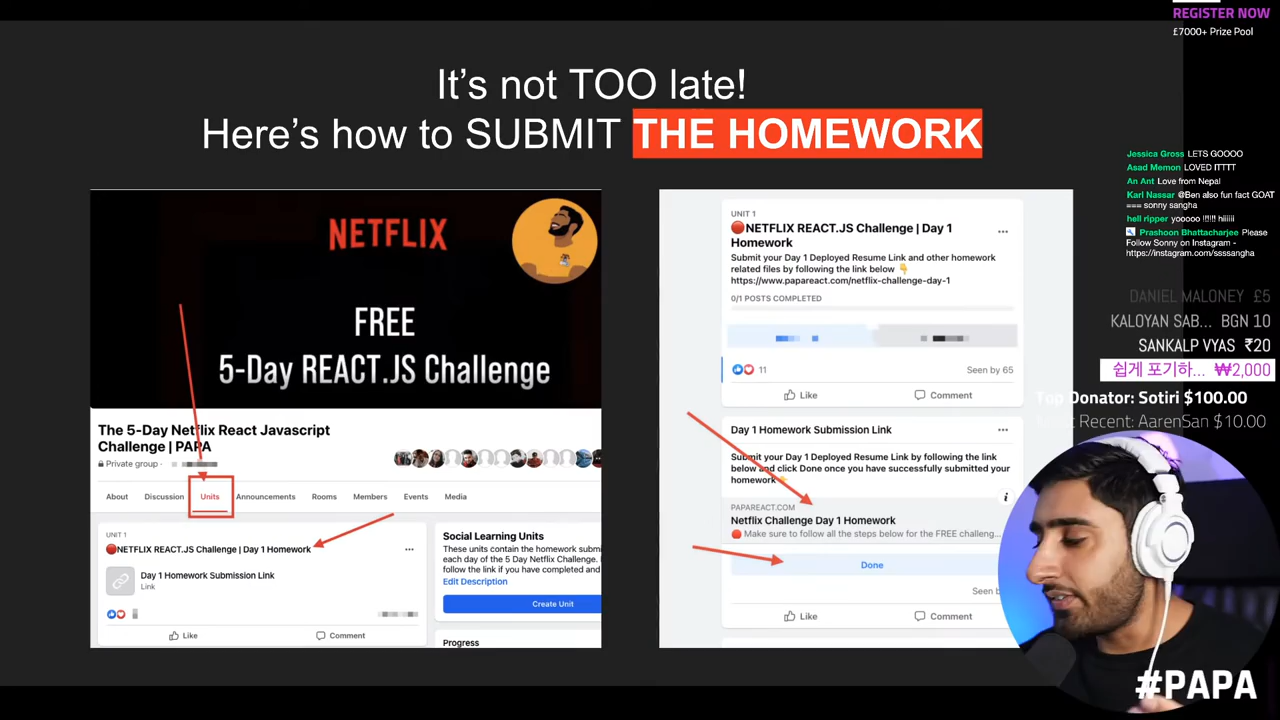 REGISTER NOW
£7000+ Prize Pool
It's not TOO late!
Here's how to SUBMIT THE HOMEWORK
NETFLIX
FREE
5-Day REACT.JS Challenge
The 5-Day Netflix React Javascript
Challenge | PAPA
Private group ·
About
Discussion
Units
Announcements
Rooms
Members
Events
Media
UNIT 1
🔴NETFLIX REACT.JS Challenge | Day 1 Homework
...
Day 1 Homework Submission Link
Link
Like
Comment
Social Learning Units
These units contain the homework subm
each day of the 5 Day Netflix Challenge.
follow the link if you have completed and
Edit Description
Create Unit
Progress
UNIT 1
🔴NETFLIX REACT.JS Challenge | Day 1
Homework
...
Submit your Day 1 Deployed Resume Link and other homework
related files by following the link below 👇
https://www.papareact.com/netflix-challenge-day-1
0/1 POSTS COMPLETED
11
Seen by 65
Like
Comment
Day 1 Homework Submission Link
...
Submit your Day 1 Deployed Resume Link by following the link
below and click Done once you have successfully submitted your
homework
PAPAREACT.COM
Netflix Challenge Day 1 Homework
🔴 Make sure to follow all the steps below for the FREE challeng...
Done
Seen b
Like
Comment
Jessica Gross LETS GOOOO
Asad Memon LOVED ITTTT
An Ant Love from Nepal
Karl Nassar @Ben also fun fact GOAT
=== sonny sangha
hell ripper yooooo !!!!!! hiiiii
🔧 Prashoon Bhattacharjee Please
Follow Sonny on Instagram -
https://instagram.com/ssssangha
DANIEL MALONEY £5
KALOYAN SAB... BGN 10
SANKALP VYAS ₹20
쉽게 포기하... ₩2,000
Top Donator: Sotiri $100.00
Recent: AarenSan $10.00
#PAPA